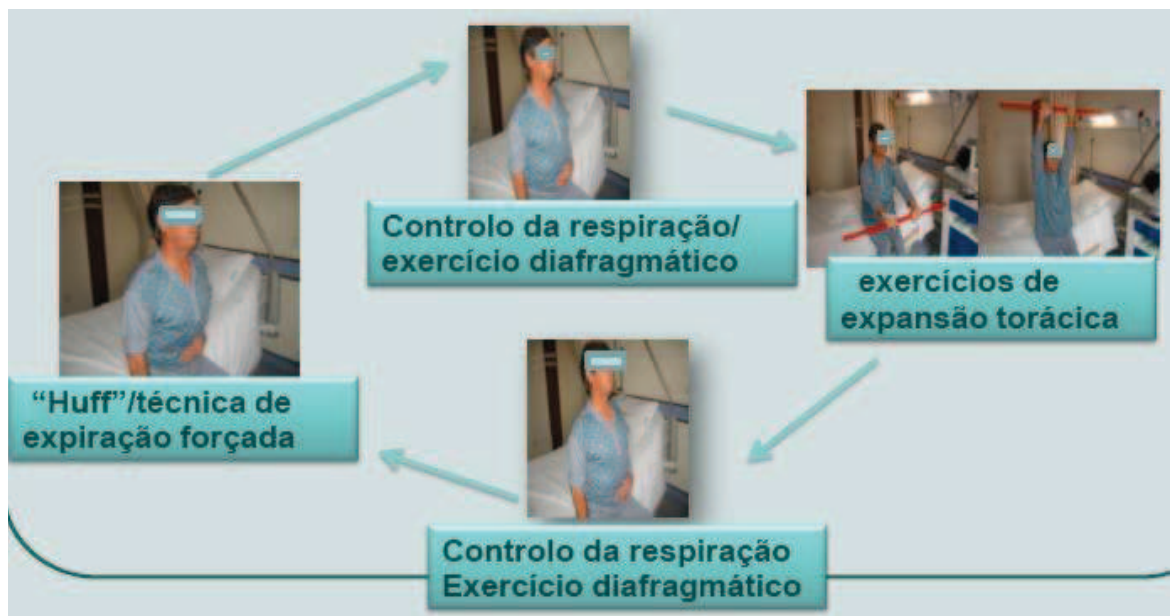 Controlo da respiração/
exercício diafragmático
exercícios de
expansão torácica
“Huff”/técnica de
expiração forçada
Controlo da respiração
Exercício diafragmático